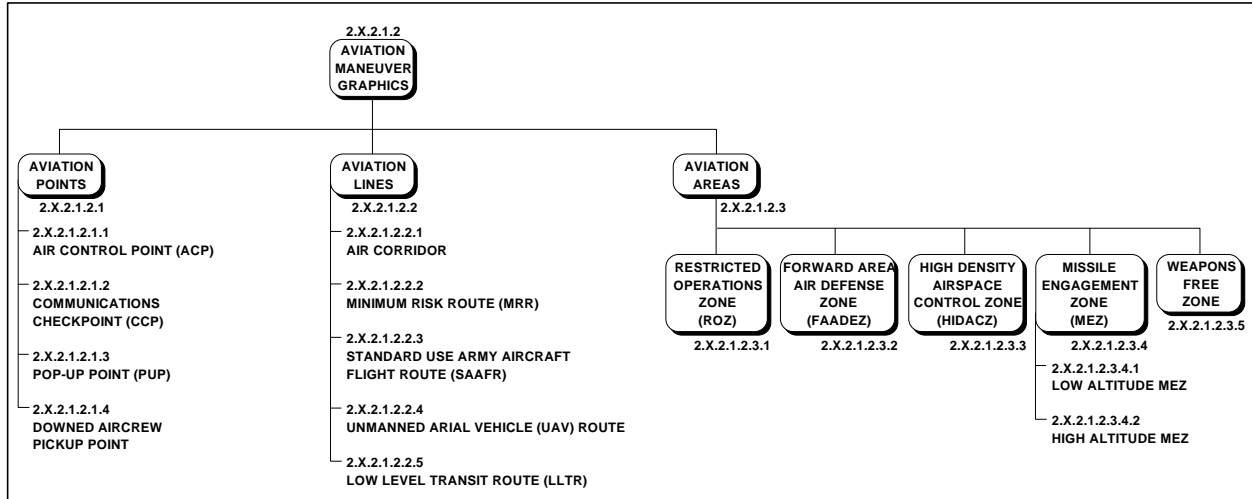 2.X.2.1.2
AVIATION
MANEUVER
GRAPHICS
AVIATION
POINTS
2.X.2.1.2.1
2.X.2.1.2.1.1
AIR CONTROL POINT (ACP)
2.X.2.1.2.1.2
COMMUNICATIONS
CHECKPOINT (CCP)
2.X.2.1.2.1.3
POP-UP POINT (PUP)
2.X.2.1.2.1.4
DOWNED AIRCREW
PICKUP POINT
AVIATION
LINES
2.X.2.1.2.2
2.X.2.1.2.2.1
AIR CORRIDOR
2.X.2.1.2.2.2
MINIMUM RISK ROUTE (MRR)
2.X.2.1.2.2.3
STANDARD USE ARMY AIRCRAFT
FLIGHT ROUTE (SAAFR)
2.X.2.1.2.2.4
UNMANNED ARIAL VEHICLE (UAV) ROUTE
2.X.2.1.2.2.5
LOW LEVEL TRANSIT ROUTE (LLTR)
AVIATION
AREAS
2.X.2.1.2.3
RESTRICTED
OPERATIONS
ZONE
(ROZ)
2.X.2.1.2.3.1
FORWARD AREA
AIR DEFENSE
ZONE
(FAADEZ)
2.X.2.1.2.3.2
HIGH DENSITY
AIRSPACE
CONTROL ZONE
(HIDACZ)
2.X.2.1.2.3.3
MISSILE
ENGAGEMENT
ZONE
(MEZ)
2.X.2.1.2.3.4
2.X.2.1.2.3.4.1
LOW ALTITUDE MEZ
2.X.2.1.2.3.4.2
HIGH ALTITUDE MEZ
WEAPONS
FREE
ZONE
2.X.2.1.2.3.5